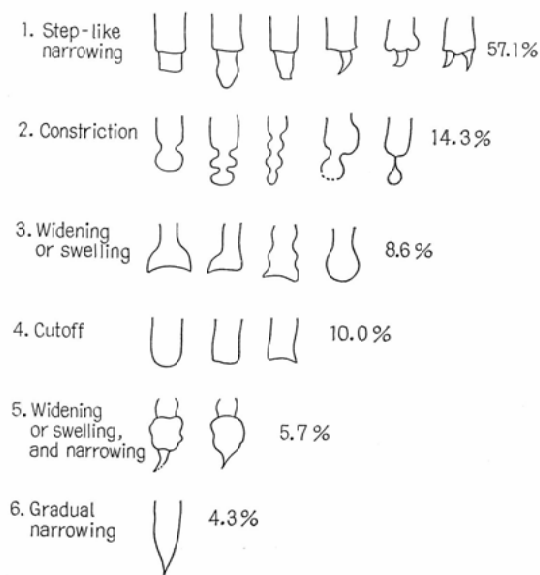 1. Step-like
narrowing
57.1%
2. Constriction
14.3%
3. Widening
or swelling
8.6%
4. Cutoff
10.0%
5. Widening
or swelling,
and narrowing
5.7%
6. Gradual
narrowing
4.3%